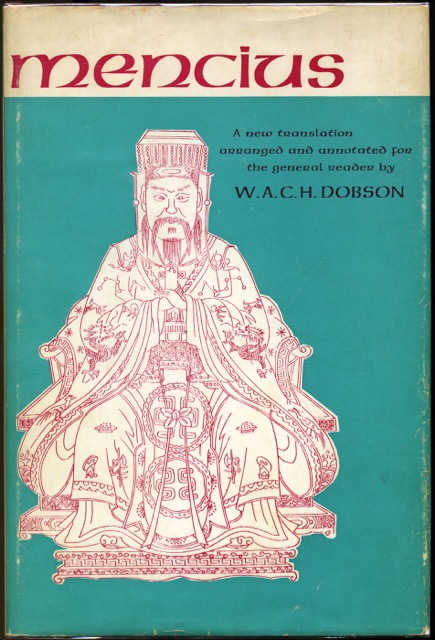 mencius
A new translation
arranged and annotated for
the general reader by
W.A.C.H. DOBSON